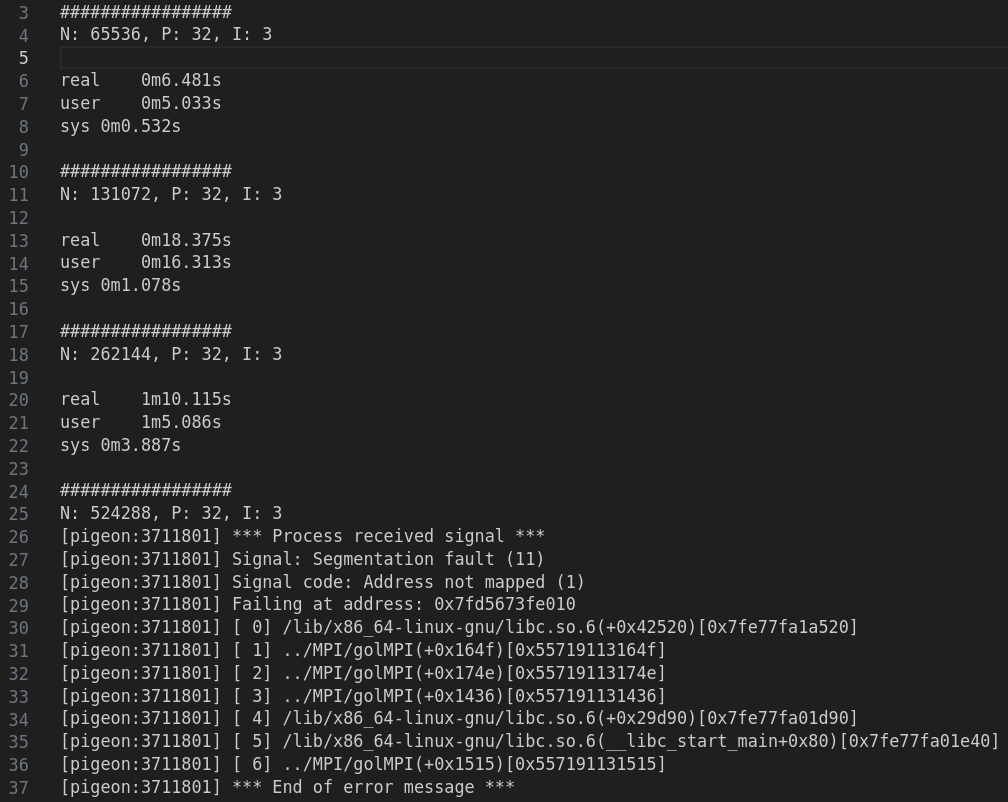 3 #################
4 N: 65536, P: 32, I: 3
5
6 real    0m6.481s
7 user    0m5.033s
8 sys 0m0.532s
9
10 #################
11 N: 131072, P: 32, I: 3
12
13 real    0m18.375s
14 user    0m16.313s
15 sys 0m1.078s
16
17 #################
18 N: 262144, P: 32, I: 3
19
20 real    1m10.115s
21 user    1m5.086s
22 sys 0m3.887s
23
24 #################
25 N: 524288, P: 32, I: 3
26 [pigeon:3711801] *** Process received signal ***
27 [pigeon:3711801] Signal: Segmentation fault (11)
28 [pigeon:3711801] Signal code: Address not mapped (1)
29 [pigeon:3711801] Failing at address: 0x7fd5673fe010
30 [pigeon:3711801] [ 0] /lib/x86_64-linux-gnu/libc.so.6(+0x42520)[0x7fe77fa1a520]
31 [pigeon:3711801] [ 1] ../MPI/golMPI(+0x164f)[0x55719113164f]
32 [pigeon:3711801] [ 2] ../MPI/golMPI(+0x174e)[0x55719113174e]
33 [pigeon:3711801] [ 3] ../MPI/golMPI(+0x1436)[0x557191131436]
34 [pigeon:3711801] [ 4] /lib/x86_64-linux-gnu/libc.so.6(+0x29d90)[0x7fe77fa01d90]
35 [pigeon:3711801] [ 5] /lib/x86_64-linux-gnu/libc.so.6(__libc_start_main+0x80)[0x7fe77fa01e40]
36 [pigeon:3711801] [ 6] ../MPI/golMPI(+0x1515)[0x557191131515]
37 [pigeon:3711801] *** End of error message ***